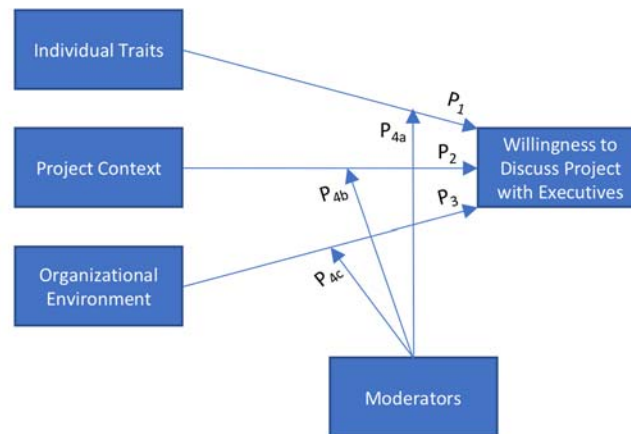 Individual Traits
P1
P4a
Willingness to
Discuss Project
with Executives
Project Context
P2
P4b
P3
Organizational
Environment
P4c
Moderators